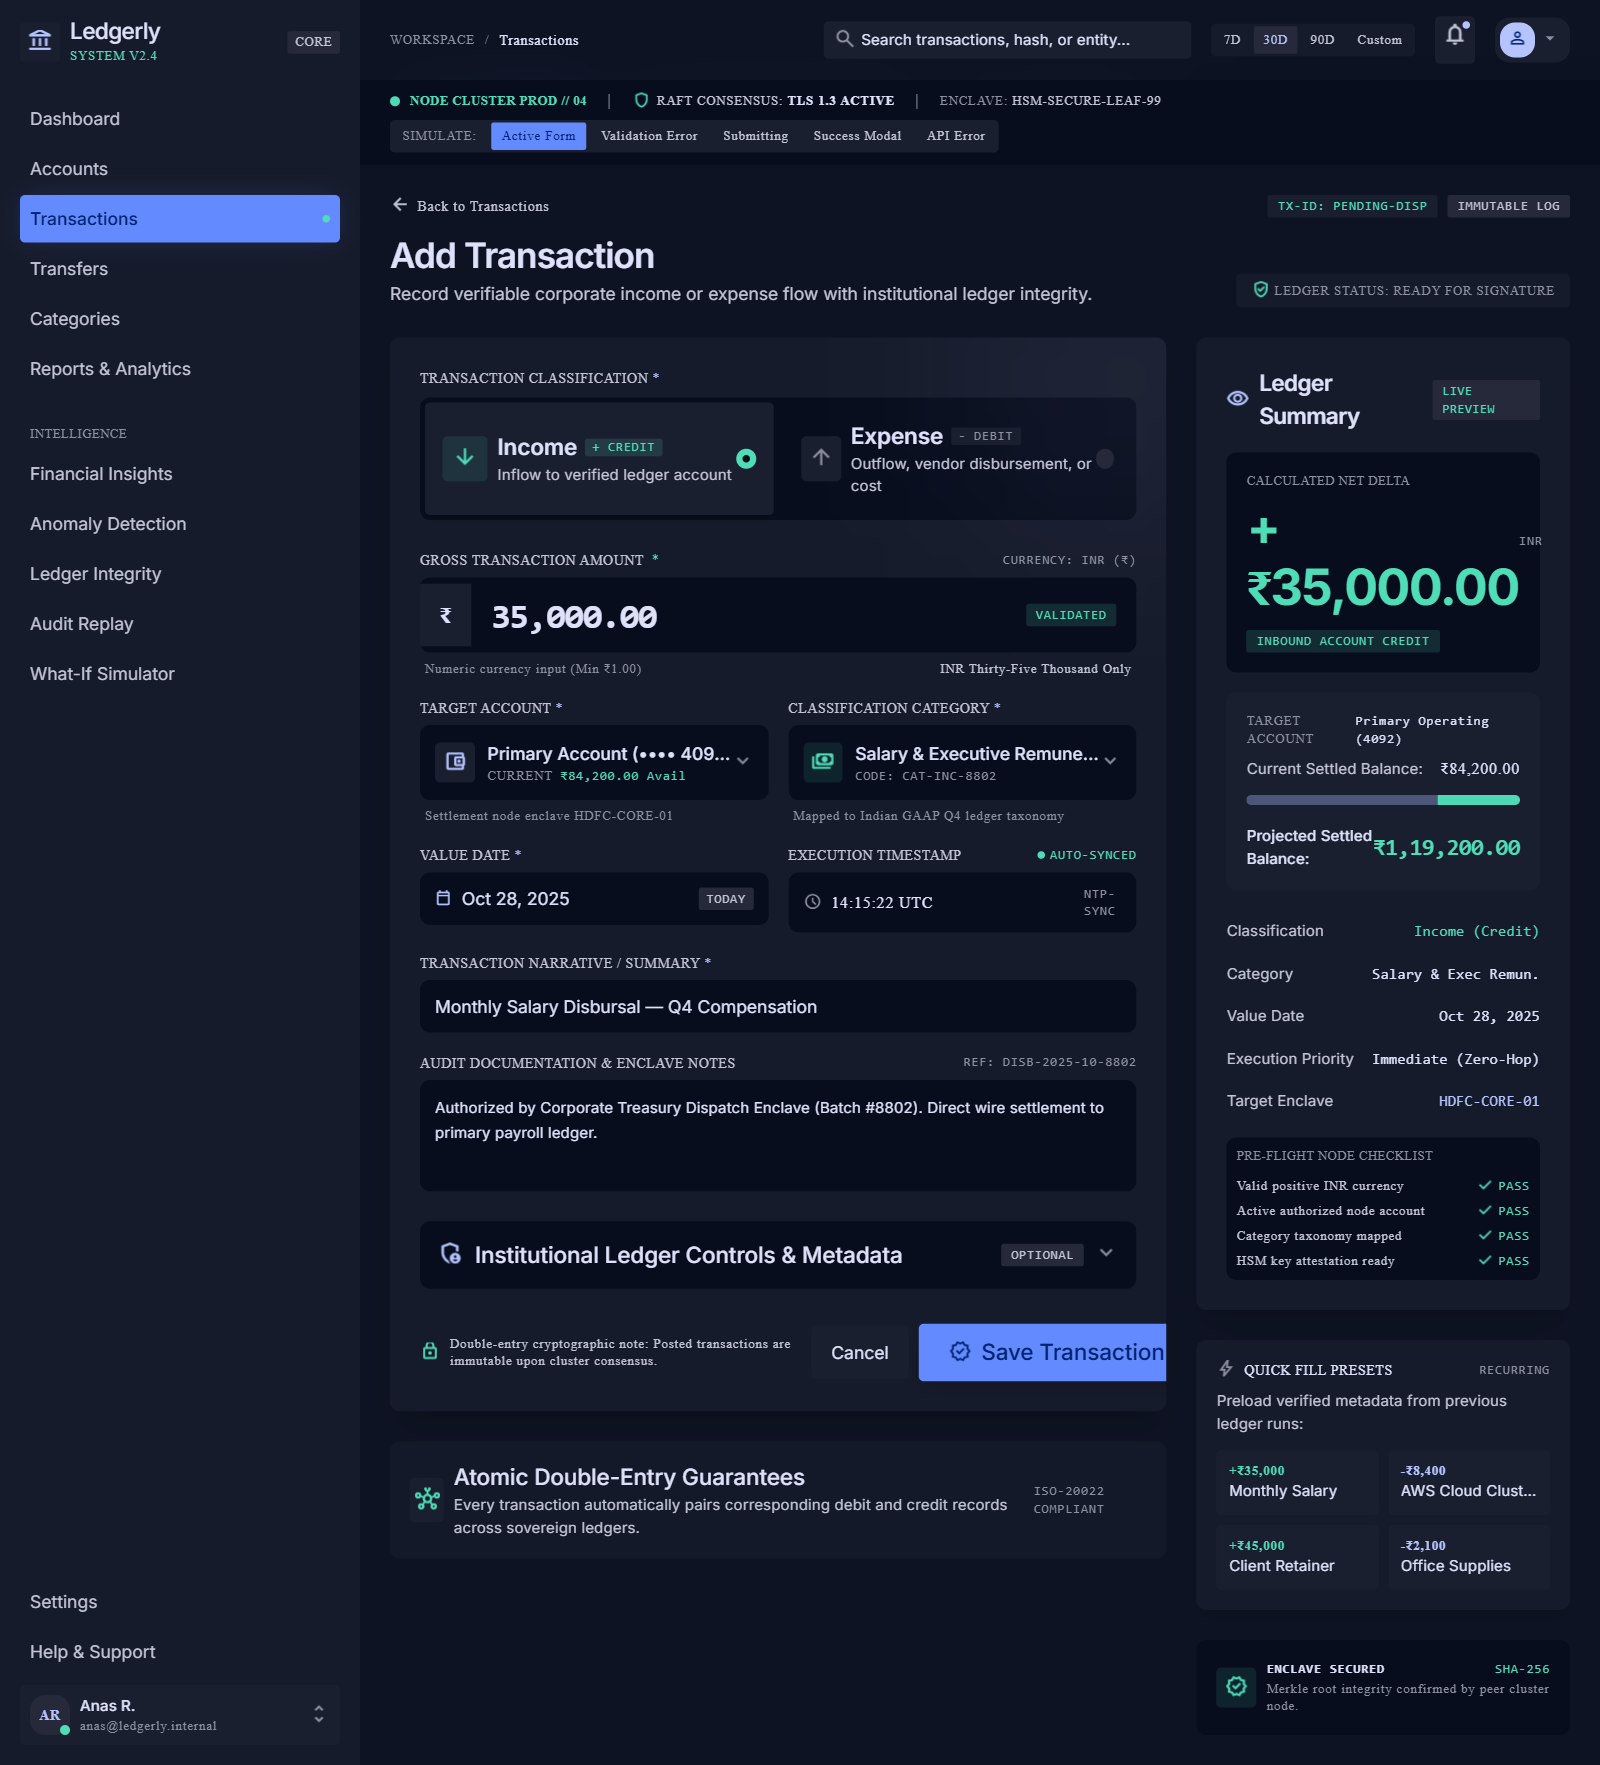 Ledgerly
SYSTEM V2.4
CORE
Dashboard
Accounts
Transactions
Transfers
Categories
Reports & Analytics
INTELLIGENCE
Financial Insights
Anomaly Detection
Ledger Integrity
Audit Replay
What-If Simulator
Settings
Help & Support
AR
Anas R.
anas@ledgerly.internal
WORKSPACE / Transactions
Search transactions, hash, or entity...
7D 30D 90D Custom
NODE CLUSTER PROD // 04 | RAFT CONSENSUS: TLS 1.3 ACTIVE | ENCLAVE: HSM-SECURE-LEAF-99
SIMULATE: Active Form Validation Error Submitting Success Modal API Error
Back to Transactions
TX-ID: PENDING-DISP IMMUTABLE LOG
Add Transaction
Record verifiable corporate income or expense flow with institutional ledger integrity.
LEDGER STATUS: READY FOR SIGNATURE
TRANSACTION CLASSIFICATION *
Income + CREDIT
Inflow to verified ledger account
Expense - DEBIT
Outflow, vendor disbursement, or
cost
GROSS TRANSACTION AMOUNT *
CURRENCY: INR (₹)
₹ 35,000.00
VALIDATED
Numeric currency input (Min ₹1.00)
INR Thirty-Five Thousand Only
TARGET ACCOUNT *
Primary Account (•••• 409...
CURRENT ₹84,200.00 Avail
Settlement node enclave HDFC-CORE-01
CLASSIFICATION CATEGORY *
Salary & Executive Remune...
CODE: CAT-INC-8802
Mapped to Indian GAAP Q4 ledger taxonomy
VALUE DATE *
Oct 28, 2025
TODAY
EXECUTION TIMESTAMP
AUTO-SYNCED
14:15:22 UTC
NTP-
SYNC
TRANSACTION NARRATIVE / SUMMARY *
Monthly Salary Disbursal — Q4 Compensation
AUDIT DOCUMENTATION & ENCLAVE NOTES
REF: DISB-2025-10-8802
Authorized by Corporate Treasury Dispatch Enclave (Batch #8802). Direct wire settlement to
primary payroll ledger.
Institutional Ledger Controls & Metadata
OPTIONAL
Double-entry cryptographic note: Posted transactions are
immutable upon cluster consensus.
Cancel
Save Transaction
Atomic Double-Entry Guarantees
Every transaction automatically pairs corresponding debit and credit records
across sovereign ledgers.
ISO-20022
COMPLIANT
Ledger
Summary
LIVE
PREVIEW
CALCULATED NET DELTA
+
₹35,000.00
INR
INBOUND ACCOUNT CREDIT
TARGET
ACCOUNT
Primary Operating
(4092)
Current Settled Balance: ₹84,200.00
Projected Settled
Balance:
₹1,19,200.00
Classification Income (Credit)
Category Salary & Exec Remun.
Value Date Oct 28, 2025
Execution Priority Immediate (Zero-Hop)
Target Enclave HDFC-CORE-01
PRE-FLIGHT NODE CHECKLIST
Valid positive INR currency PASS
Active authorized node account PASS
Category taxonomy mapped PASS
HSM key attestation ready PASS
QUICK FILL PRESETS
RECURRING
Preload verified metadata from previous
ledger runs:
+₹35,000
Monthly Salary
-₹8,400
AWS Cloud Clust...
+₹45,000
Client Retainer
-₹2,100
Office Supplies
ENCLAVE SECURED
SHA-256
Merkle root integrity confirmed by peer cluster
node.